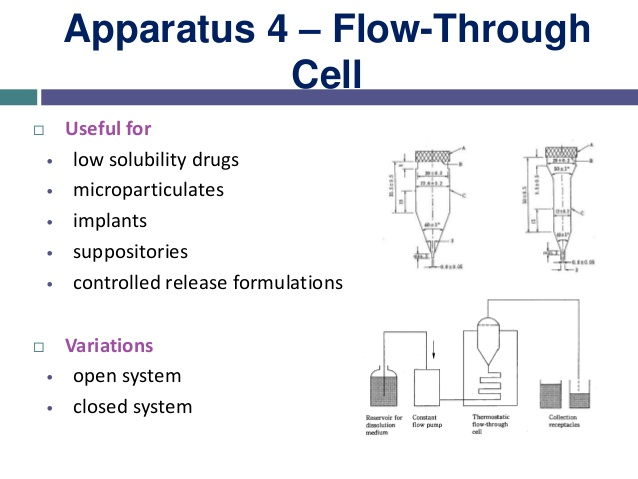 Apparatus 4 – Flow-Through
Cell
Useful for
low solubility drugs
microparticulates
implants
suppositories
controlled release formulations
Variations
open system
closed system
A
B
C
A
B
C
Reservoir for
dissolution
medium
Constant
flow pump
Thermostatic
flow-through
cell
Collection
receptacles